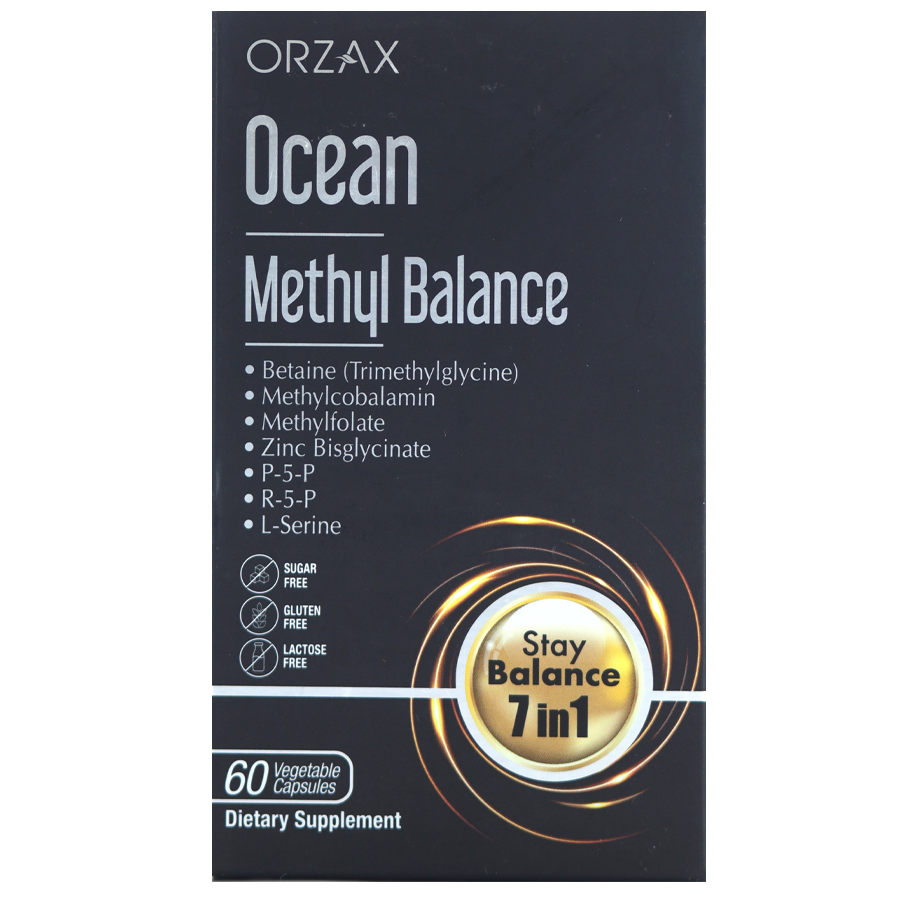 ORZAX
Ocean
Methyl Balance
• Betaine (Trimethylglycine)
• Methylcobalamin
• Methylfolate
• Zinc Bisglycinate
• P-5-P
• R-5-P
• L-Serine
SUGAR
FREE
GLUTEN
FREE
LACTOSE
FREE
Stay
Balance
7 in1
60 Vegetable
Capsules
Dietary Supplement